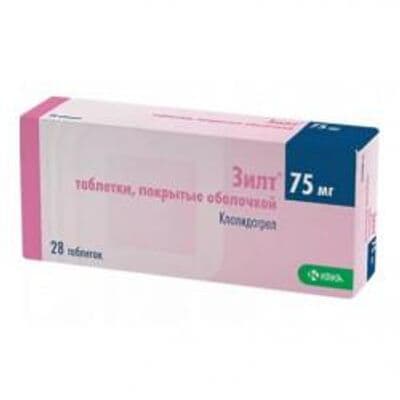 Зилт® 75 мг
таблетки, покрытые оболочкой
Клопидогрел
28 таблеток
KRKA